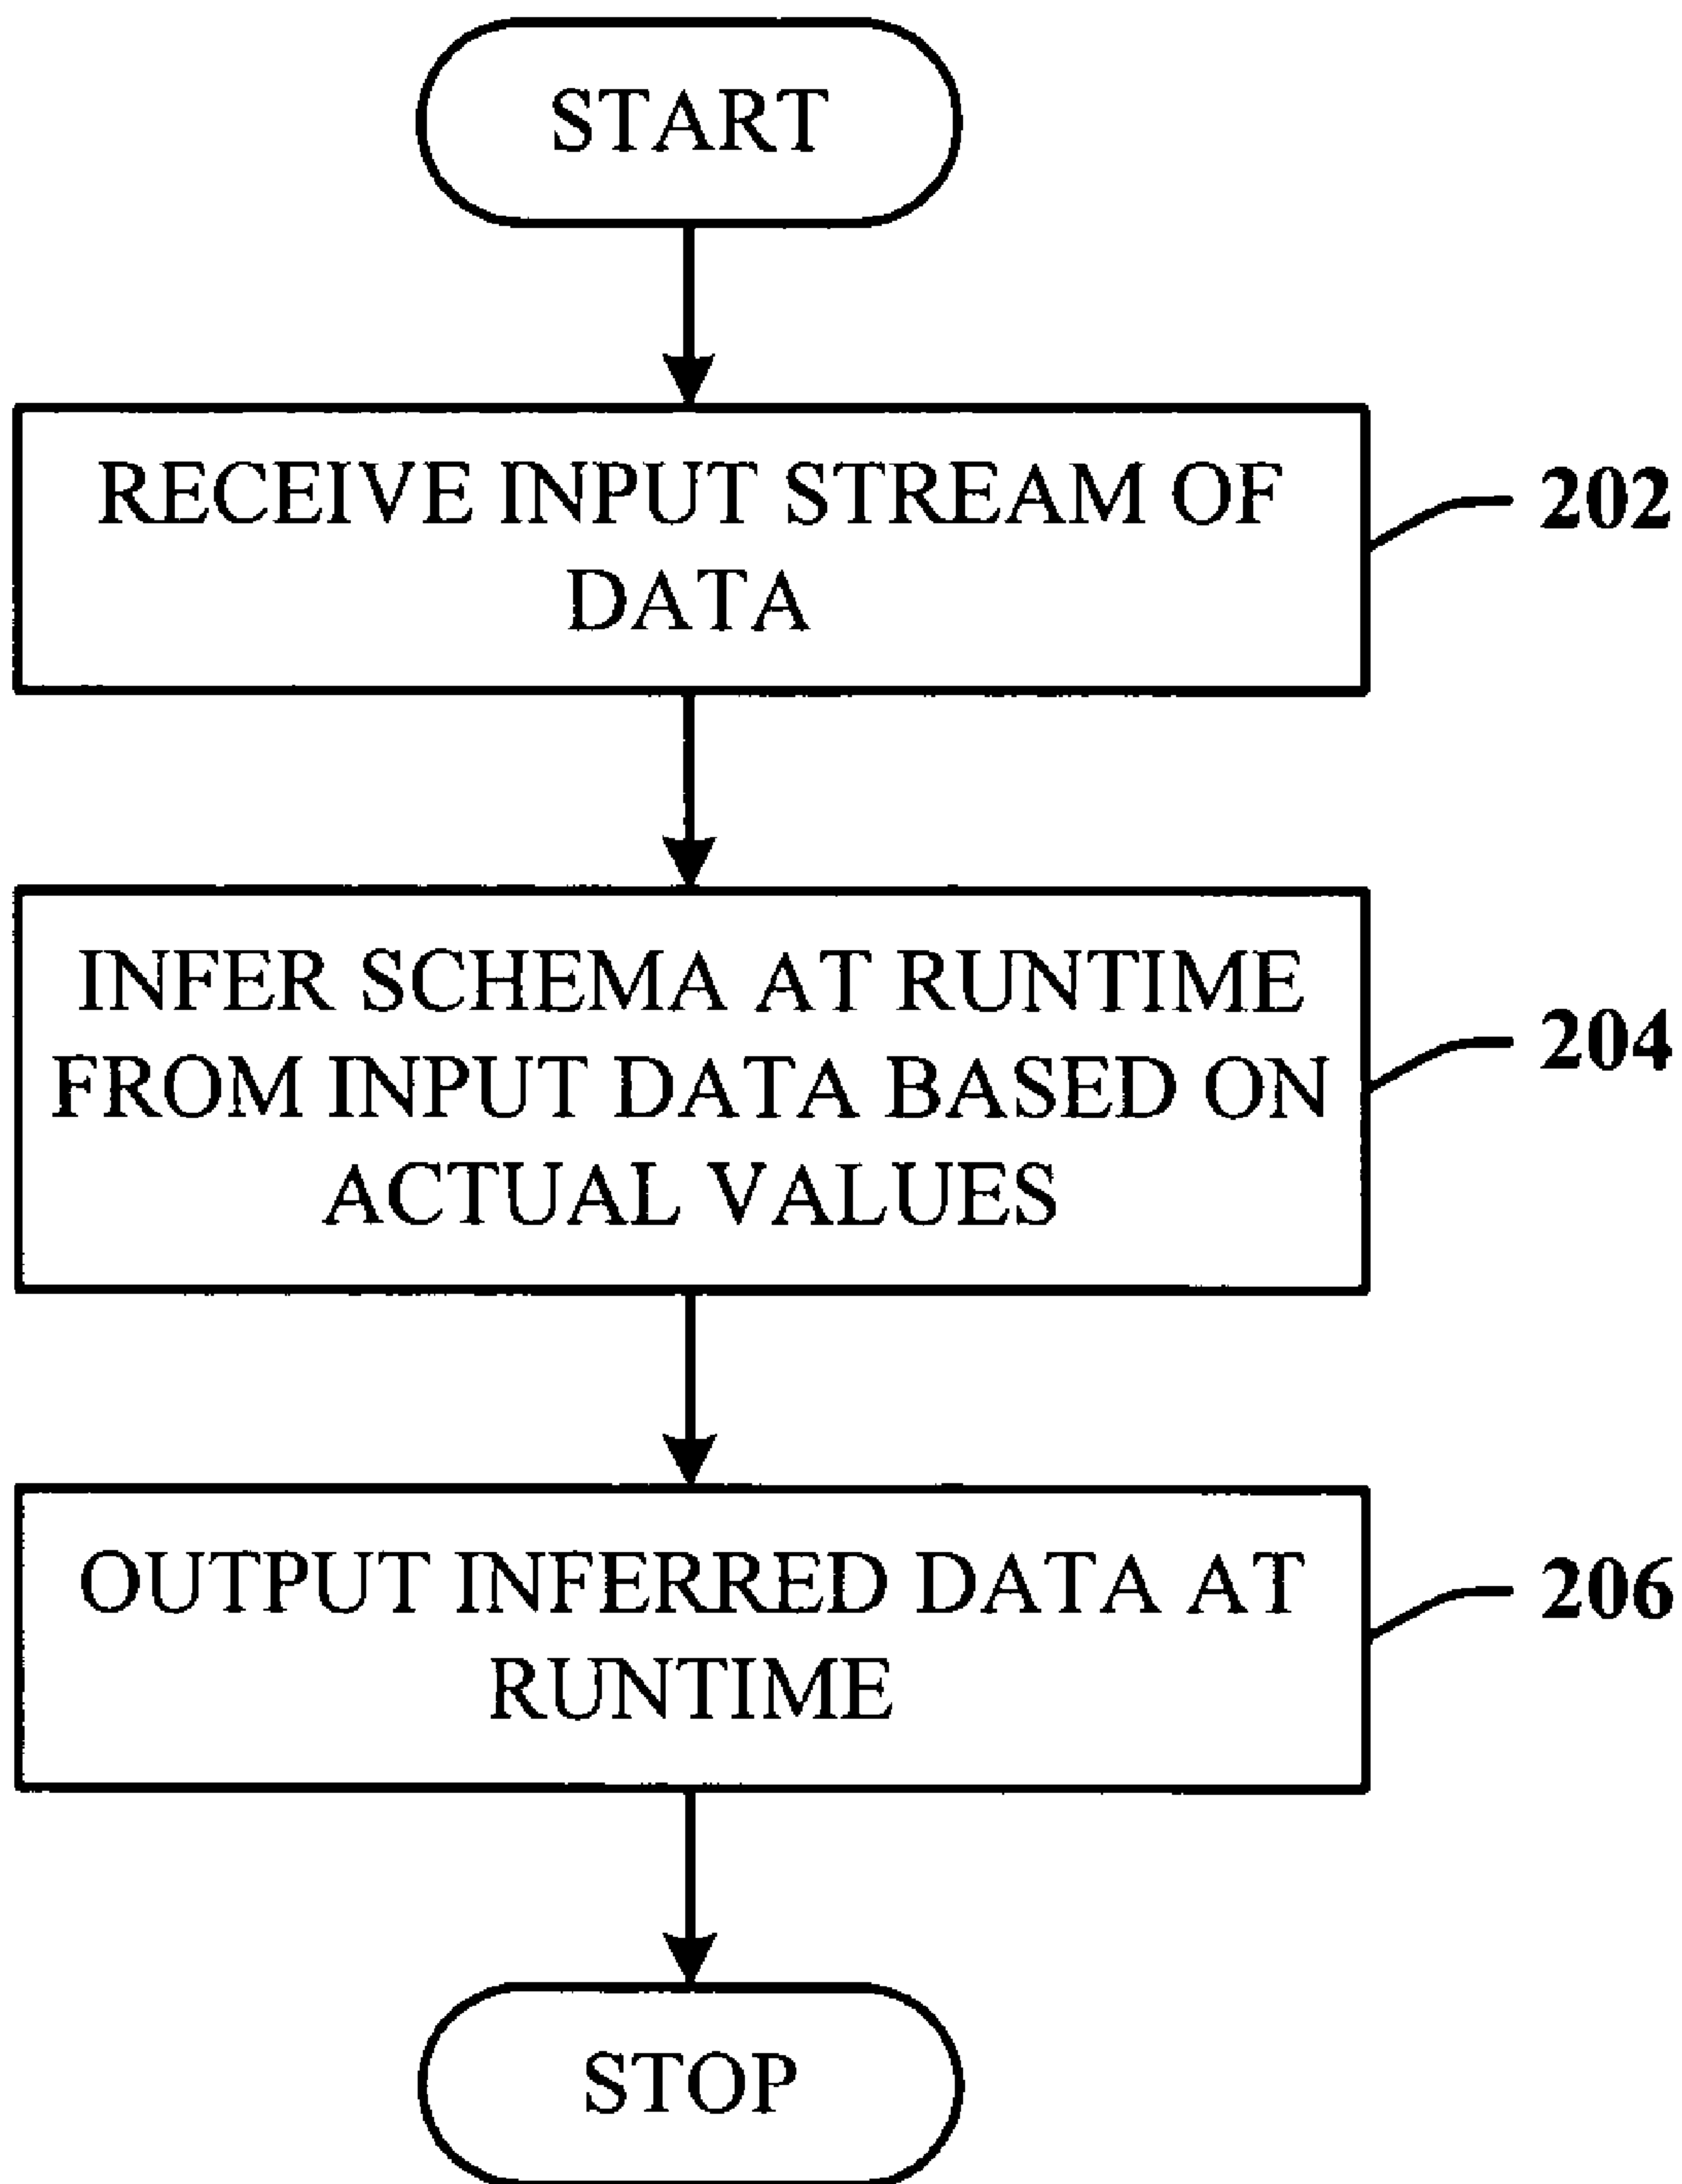 START
RECEIVE INPUT STREAM OF
DATA
202
INFER SCHEMA AT RUNTIME
FROM INPUT DATA BASED ON
ACTUAL VALUES
204
OUTPUT INFERRED DATA AT
RUNTIME
206
STOP